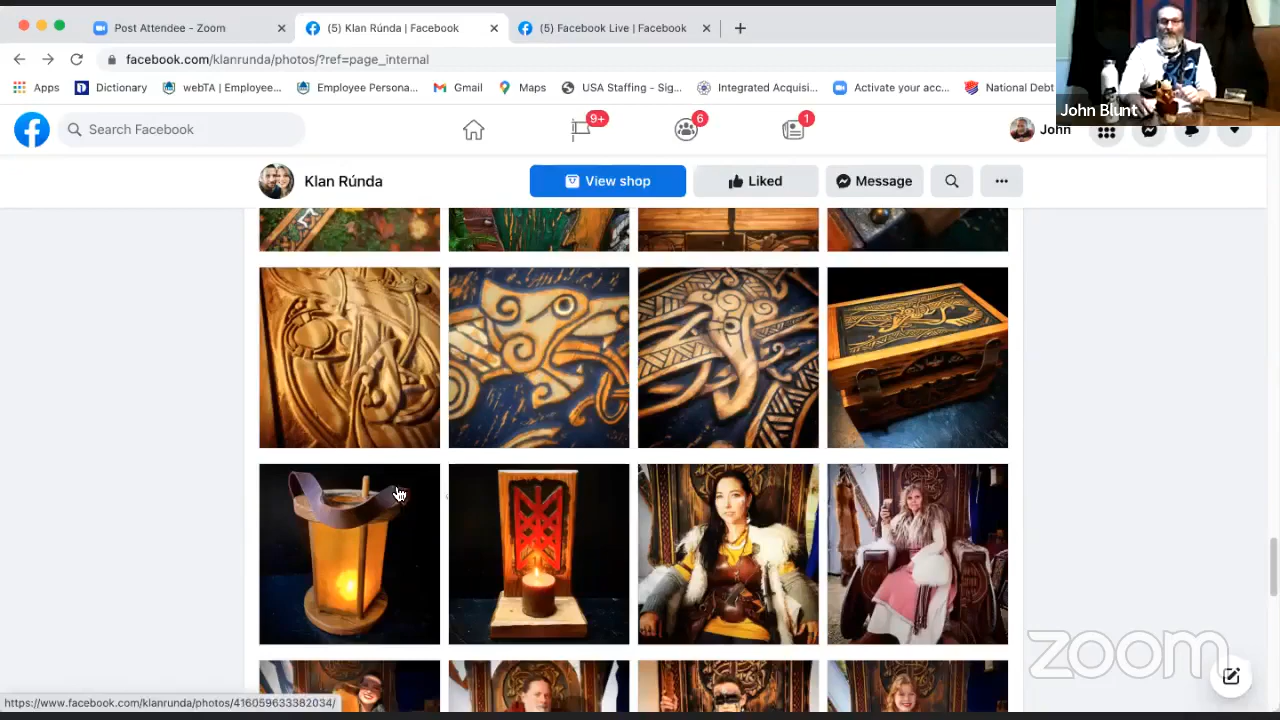 Post Attendee - Zoom
(5) Klan Rúnda | Facebook
(5) Facebook Live | Facebook
facebook.com/klanrunda/photos/?ref=page_internal
Apps
Dictionary
webTA | Employee...
Employee Persona...
Gmail
Maps
USA Staffing - Sig...
Integrated Acquisi...
Activate your acc...
National Debt
John Blunt
Search Facebook
9+
6
1
John
Klan Rúnda
View shop
Liked
Message
zoom
https://www.facebook.com/klanrunda/photos/416059633382034/